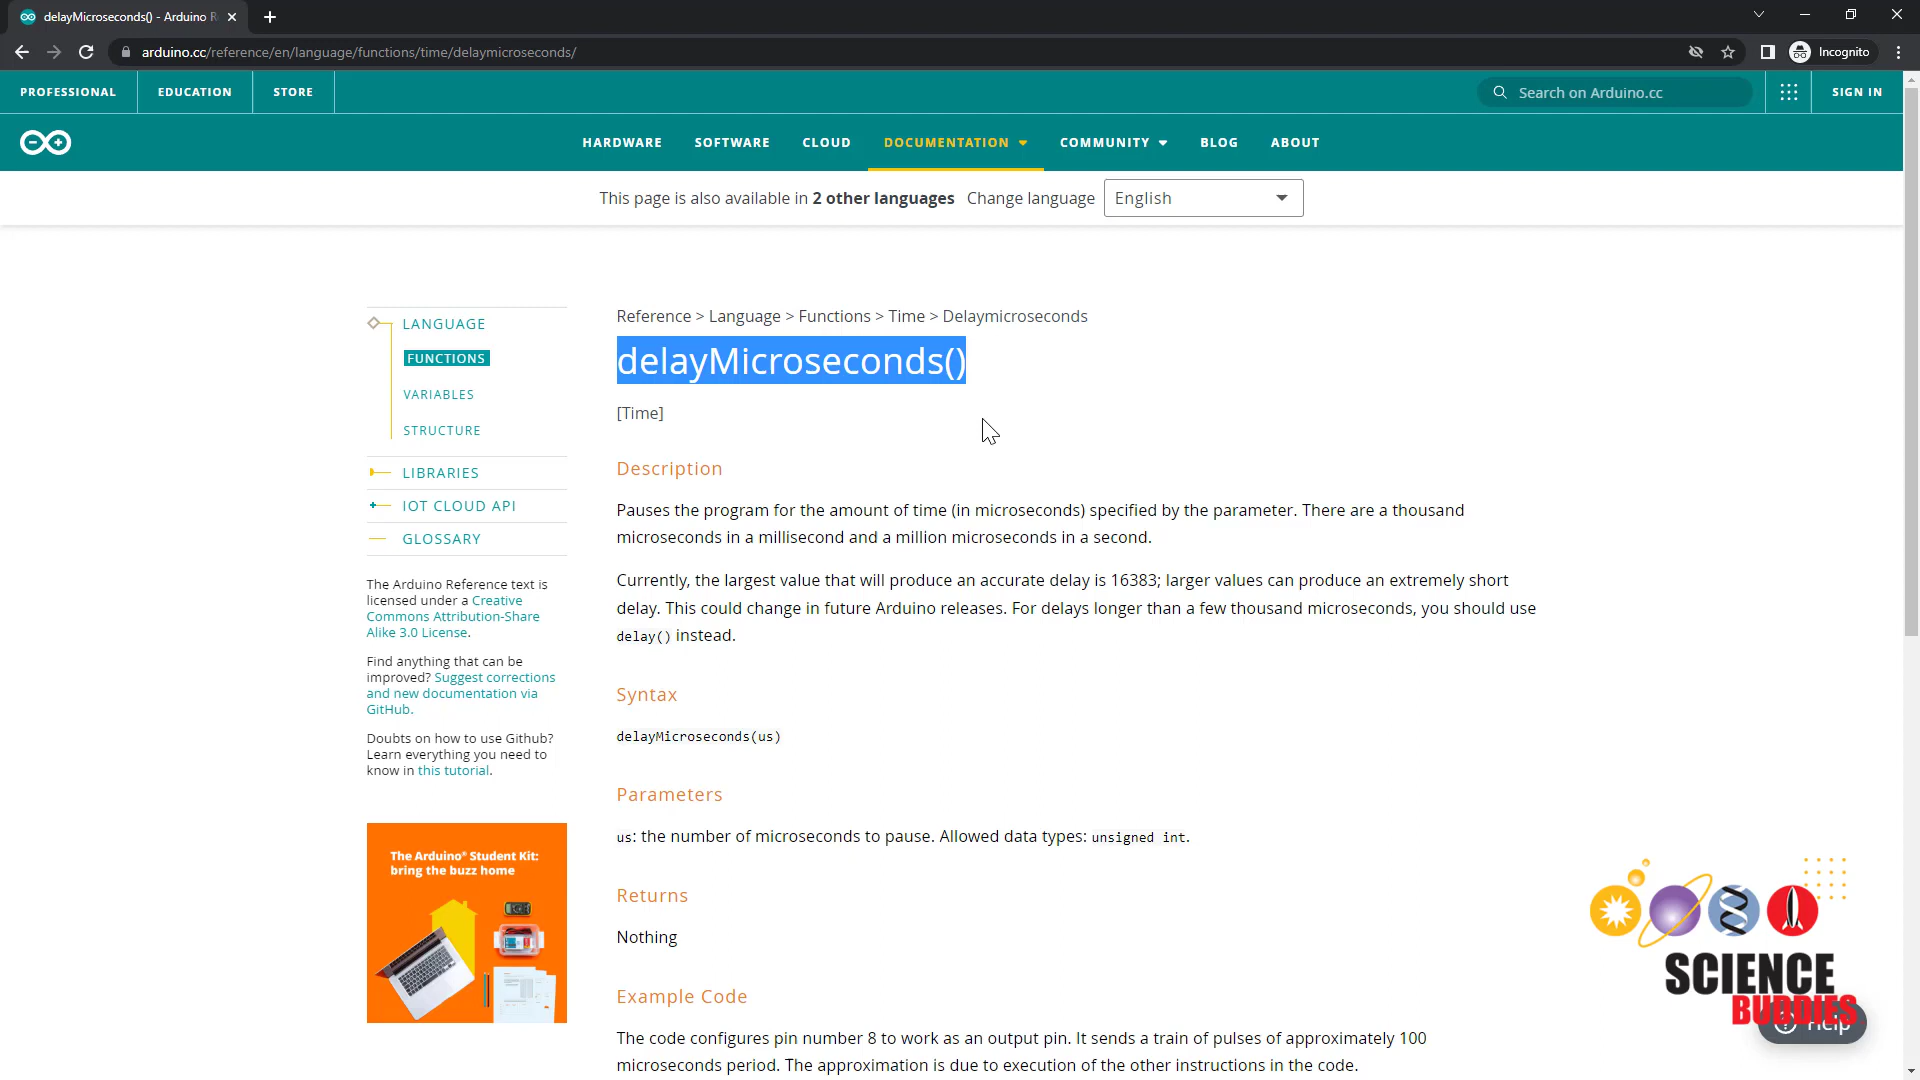 delayMicroseconds() - Arduino R
Incognito
arduino.cc/reference/en/language/functions/time/delaymicroseconds/
PROFESSIONAL
EDUCATION
STORE
Search on Arduino.cc
SIGN IN
HARDWARE
SOFTWARE
CLOUD
DOCUMENTATION
COMMUNITY
BLOG
ABOUT
This page is also available in 2 other languages Change language
English
LANGUAGE
FUNCTIONS
VARIABLES
STRUCTURE
LIBRARIES
IOT CLOUD API
GLOSSARY
The Arduino Reference text is
licensed under a Creative
Commons Attribution-Share
Alike 3.0 License.
Find anything that can be
improved? Suggest corrections
and new documentation via
GitHub.
Doubts on how to use Github?
Learn everything you need to
know in this tutorial.
The Arduino® Student Kit:
bring the buzz home
Reference > Language > Functions > Time > Delaymicroseconds
delayMicroseconds()
[Time]
Description
Pauses the program for the amount of time (in microseconds) specified by the parameter. There are a thousand
microseconds in a millisecond and a million microseconds in a second.
Currently, the largest value that will produce an accurate delay is 16383; larger values can produce an extremely short
delay. This could change in future Arduino releases. For delays longer than a few thousand microseconds, you should use
delay() instead.
Syntax
delayMicroseconds(us)
Parameters
us: the number of microseconds to pause. Allowed data types: unsigned int.
Returns
Nothing
Example Code
The code configures pin number 8 to work as an output pin. It sends a train of pulses of approximately 100
microseconds period. The approximation is due to execution of the other instructions in the code.
SCIENCE
BUDDIES
Help